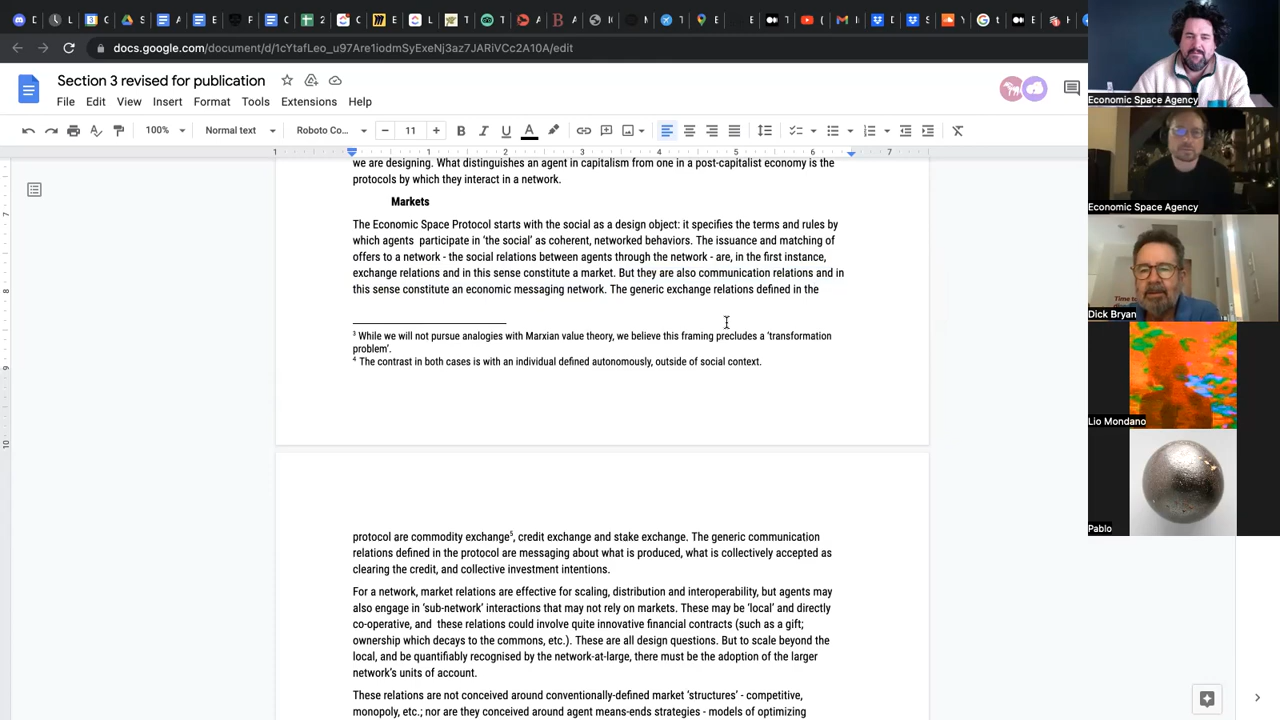 docs.google.com/document/d/1cYtafLeo_u97Are1iodmSyExeNj3az7JARiVCc2A10A/edit
Section 3 revised for publication
File Edit View Insert Format Tools Extensions Help
100% Normal text Roboto Co... 11
1 1 2 3 4 5 6 7
we are designing. What distinguishes an agent in capitalism from one in a post-capitalist economy is the
protocols by which they interact in a network.
Markets
The Economic Space Protocol starts with the social as a design object: it specifies the terms and rules by
which agents participate in ‘the social’ as coherent, networked behaviors. The issuance and matching of
offers to a network - the social relations between agents through the network - are, in the first instance,
exchange relations and in this sense constitute a market. But they are also communication relations and in
this sense constitute an economic messaging network. The generic exchange relations defined in the
3 While we will not pursue analogies with Marxian value theory, we believe this framing precludes a ‘transformation
problem’.
4 The contrast in both cases is with an individual defined autonomously, outside of social context.
protocol are commodity exchange5, credit exchange and stake exchange. The generic communication
relations defined in the protocol are messaging about what is produced, what is collectively accepted as
clearing the credit, and collective investment intentions.
For a network, market relations are effective for scaling, distribution and interoperability, but agents may
also engage in ‘sub-network’ interactions that may not rely on markets. These may be ‘local’ and directly
co-operative, and these relations could involve quite innovative financial contracts (such as a gift;
ownership which decays to the commons, etc.). These are all design questions. But to scale beyond the
local, and be quantifiably recognised by the network-at-large, there must be the adoption of the larger
network’s units of account.
These relations are not conceived around conventionally-defined market ‘structures’ - competitive,
monopoly, etc.; nor are they conceived around agent means-ends strategies - models of optimizing
Economic Space Agency
Economic Space Agency
Dick Bryan
Lio Mondano
Pablo